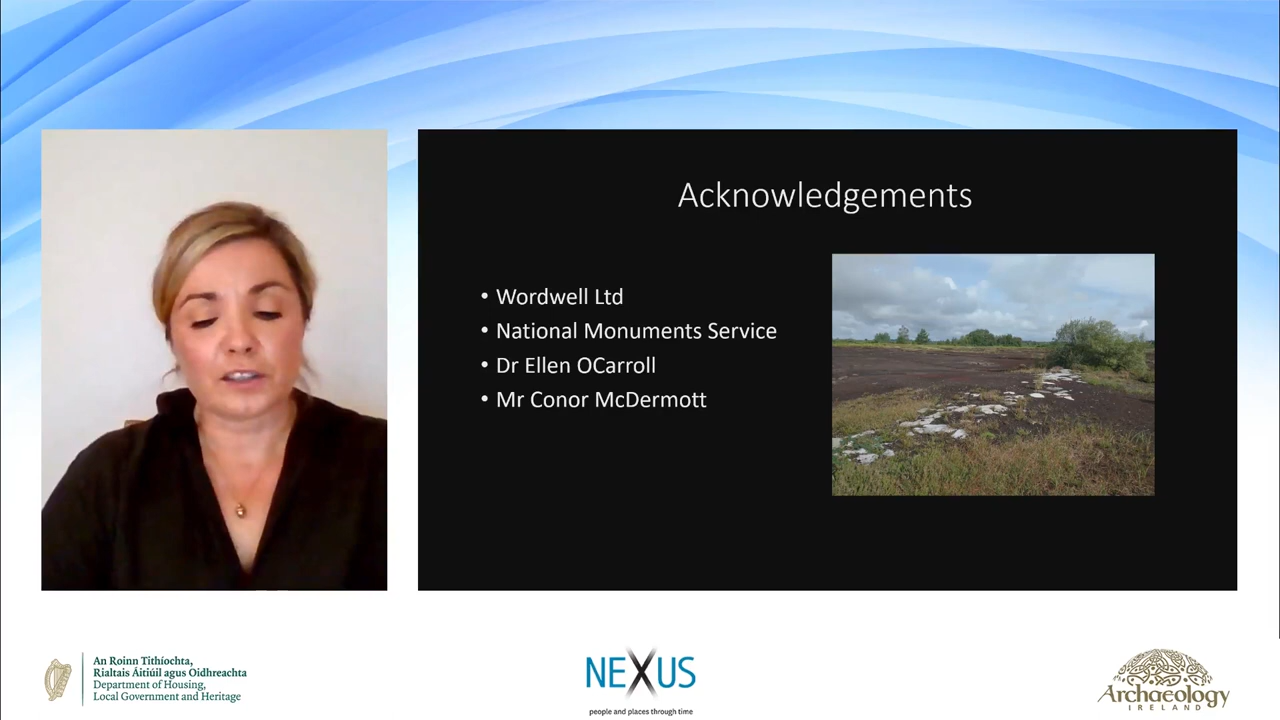 Acknowledgements
• Wordwell Ltd
• National Monuments Service
• Dr Ellen OCarroll
• Mr Conor McDermott
An Roinn Tithíochta,
Rialtais Áitiúil agus Oidhreachta
Department of Housing,
Local Government and Heritage
NEXUS
people and places through time
Archaeology
IRELAND